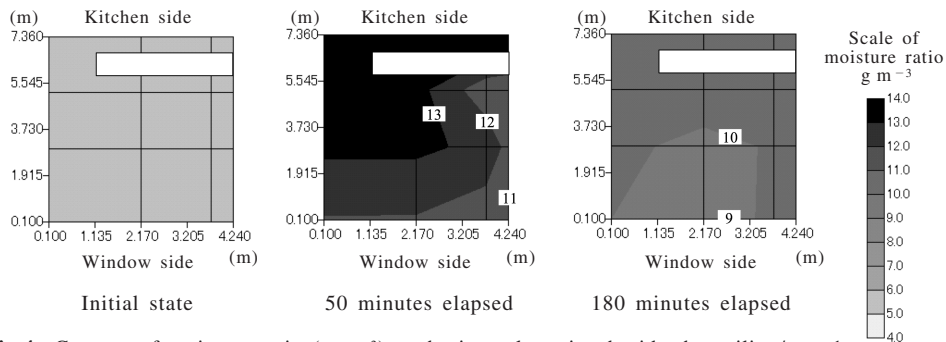 (m) Kitchen side
7.360
5.545
3.730
1.915
0.100
0.100 1.135 2.170 3.205 4.240
Window side (m)
Initial state
(m) Kitchen side
7.360
5.545
3.730
1.915
0.100
13
12
11
0.100 1.135 2.170 3.205 4.240
Window side (m)
50 minutes elapsed
(m) Kitchen side
7.360
5.545
3.730
1.915
0.100
10
9
0.100 1.135 2.170 3.205 4.240
Window side (m)
180 minutes elapsed
Scale of
moisture ratio
g m⁻³
14.0
13.0
12.0
11.0
10.0
9.0
8.0
7.0
6.0
5.0
4.0